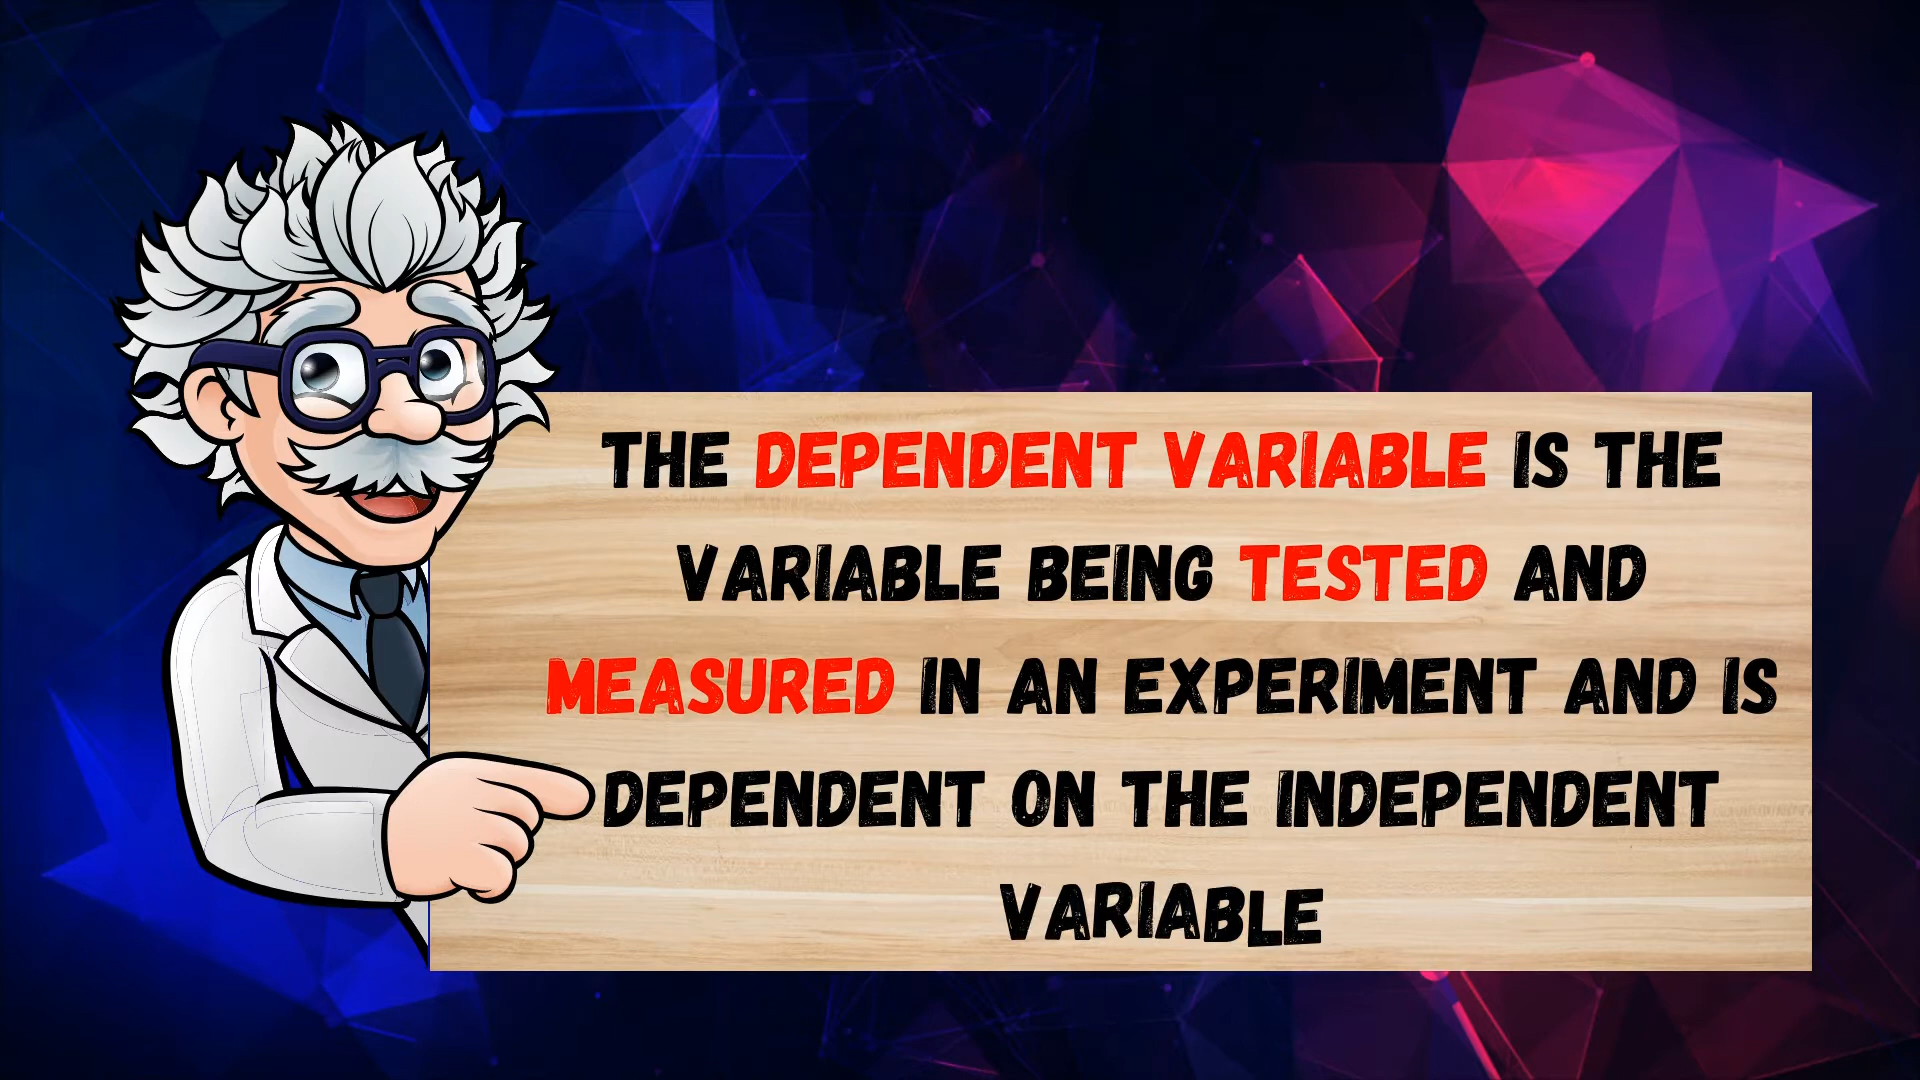 THE DEPENDENT VARIABLE IS THE
VARIABLE BEING TESTED AND
MEASURED IN AN EXPERIMENT AND IS
DEPENDENT ON THE INDEPENDENT
VARIABLE